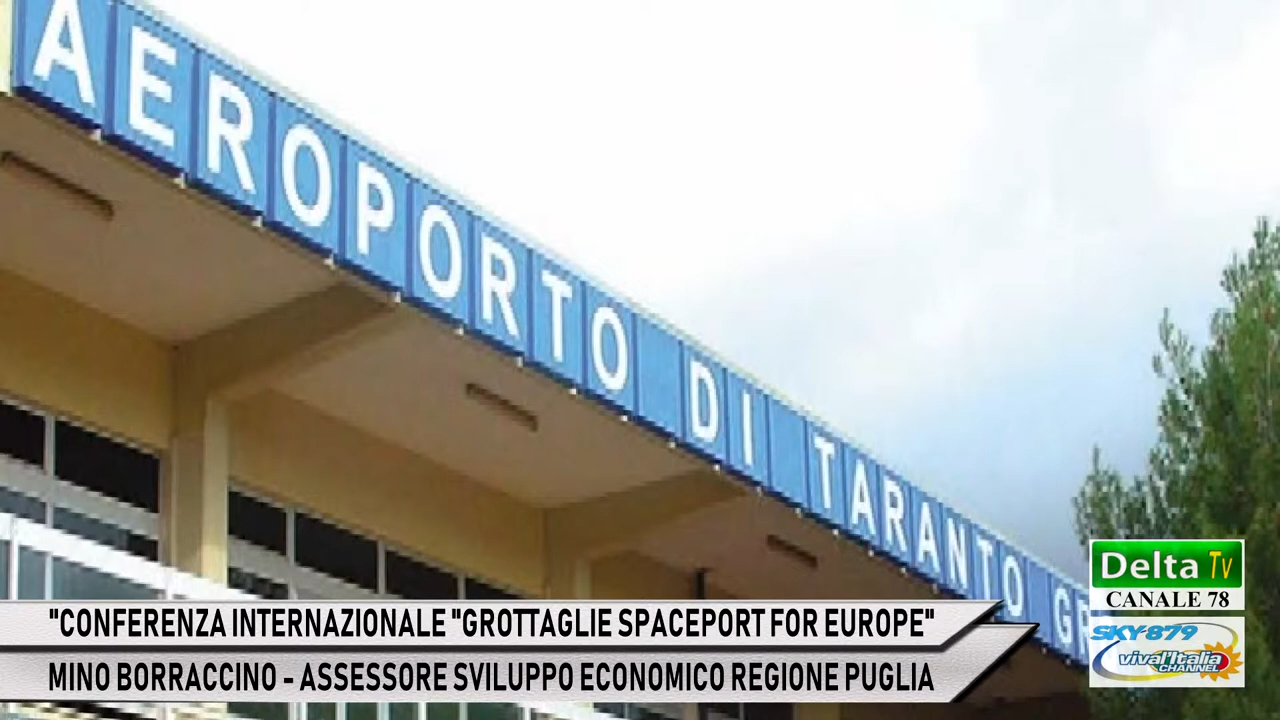 AEROPORTO DI TARANTO GR
"CONFERENZA INTERNAZIONALE "GROTTAGLIE SPACEPORT FOR EUROPE"
MINO BORRACCINO - ASSESSORE SVILUPPO ECONOMICO REGIONE PUGLIA
Delta Tv
CANALE 78
SKY 879
viva l'Italia
CHANNEL